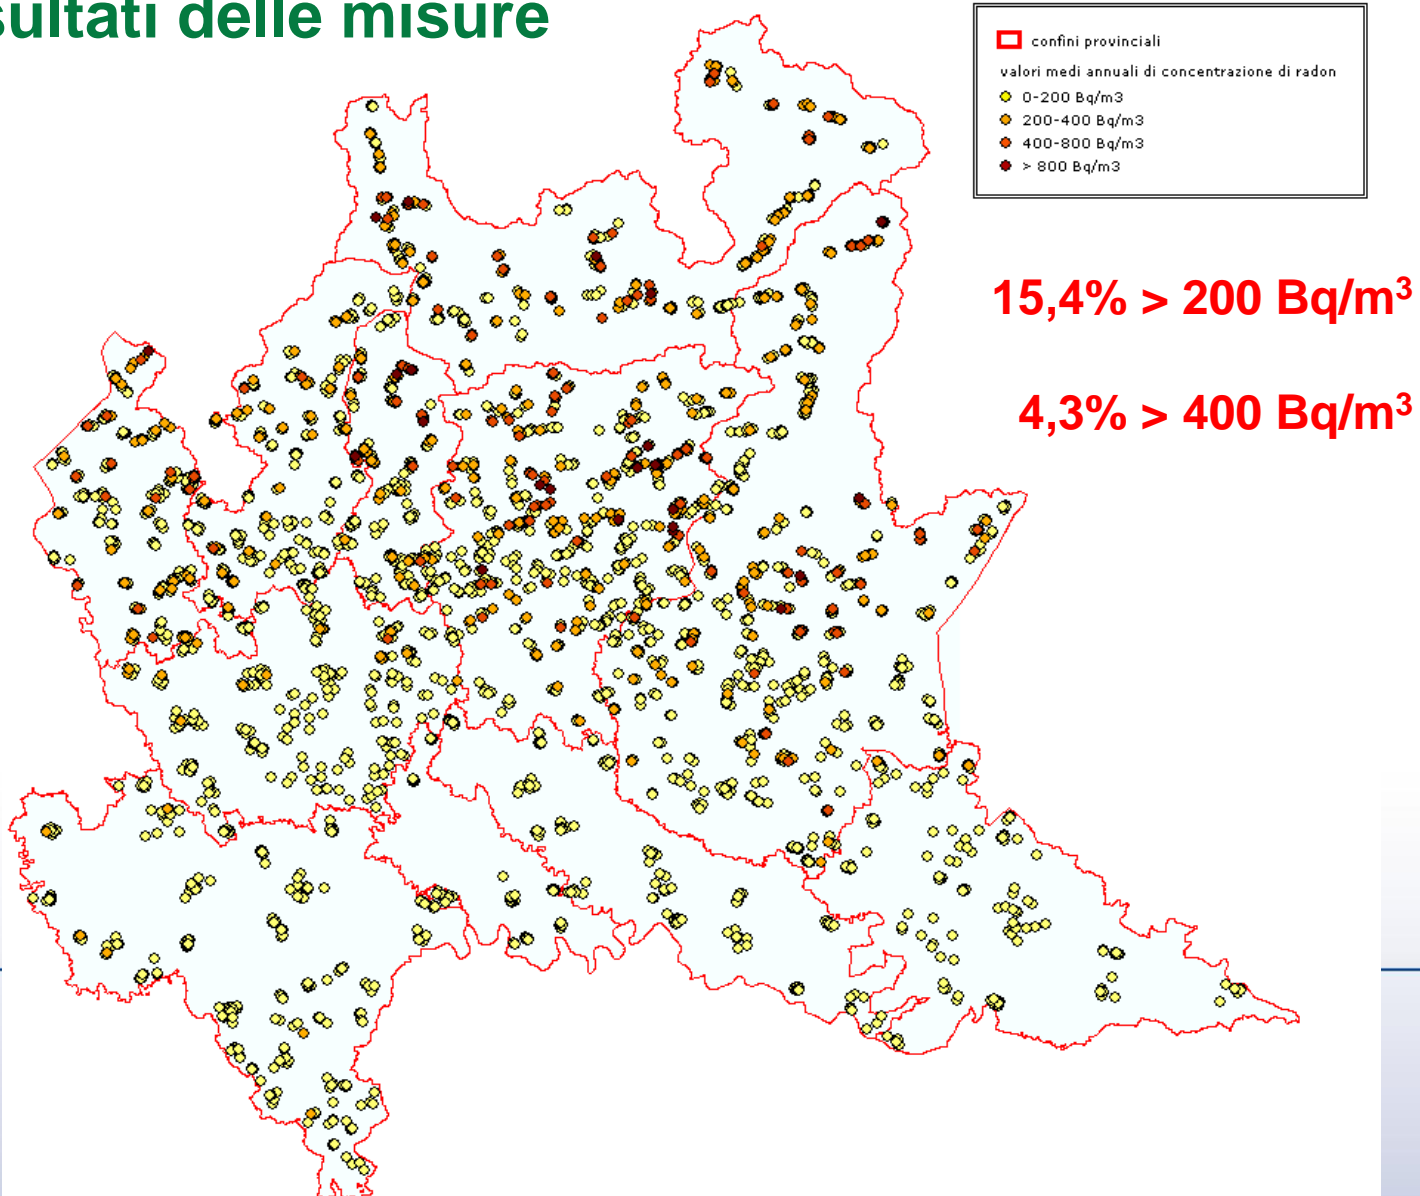 sultati delle misure
confini provinciali
valori medi annuali di concentrazione di radon
0-200 Bq/m3
200-400 Bq/m3
400-800 Bq/m3
> 800 Bq/m3
15,4% > 200 Bq/m³
4,3% > 400 Bq/m³